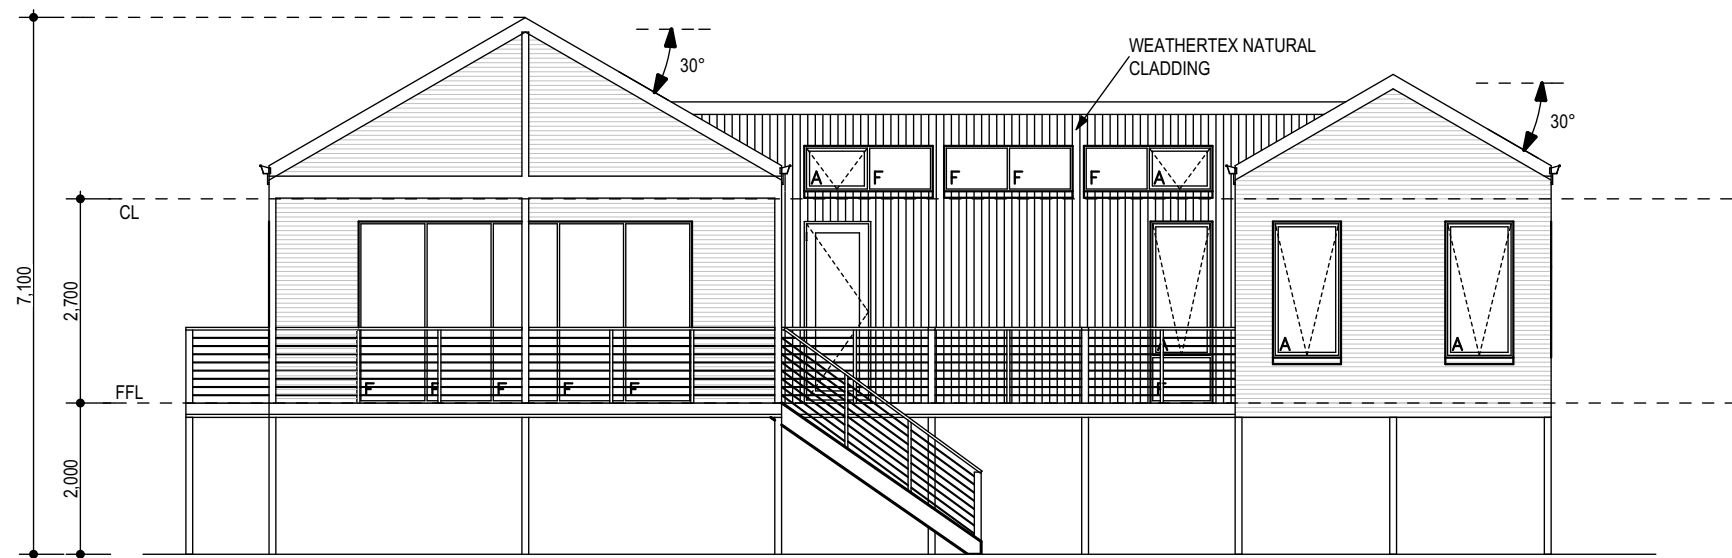 WEATHERTEX NATURAL
CLADDING
30°
30°
A
F
F
F
F
A
CL
7,100
2,700
A
A
A
FFL
F
F
F
F
F
F
2,000